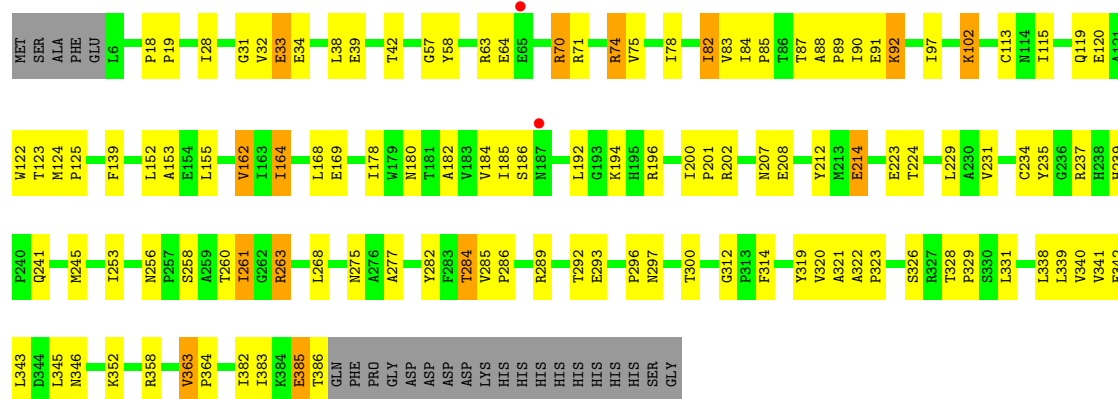 MET SER ALA PHE GLU L6 P18 P19 I28 G31 V32 E33 E34 L38 E39 T42 G57 Y58 R63 E64 E65 R70 R71 R74 V75 I78 I82 V83 I84 P85 T86 T87 A88 P89 I90 E91 K92 I97 K102 C113 N114 I115 Q119 E120 A121
W122 T123 M124 P125 F139 L152 A153 E154 L155 V162 I163 I164 L168 E169 I178 W179 N180 T181 A182 V183 V184 I185 S186 N187 L192 G193 K194 H195 R196 I200 P201 R202 N207 E208 Y212 M213 E214 E223 T224 L229 A230 V231 C234 Y235 G236 R237 H238 H239
P240 Q241 M245 I253 N256 P257 S258 A259 T260 I261 G262 R263 L268 N275 A276 A277 Y282 F283 T284 V285 P286 R289 T292 E293 P296 N297 T300 G312 P313 F314 Y319 V320 A321 A322 P323 S326 R327 T328 P329 S330 L331 L338 L339 V340 V341
L343 D344 L345 N346 K352 R358 V363 P364 I382 I383 K384 E385 T386 GLN PHE PRO GLY ASP ASP ASP ASP LYS HIS HIS HIS HIS HIS HIS HIS HIS SER GLY